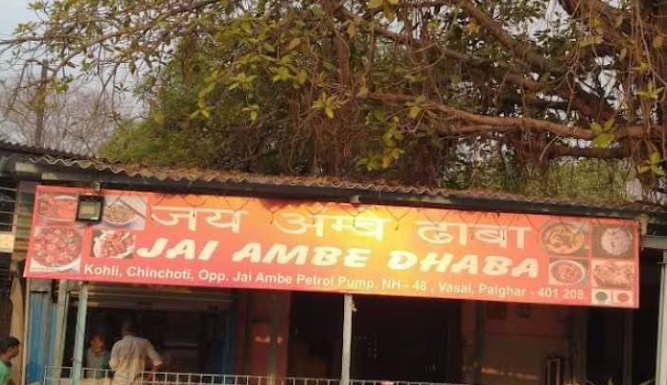 जय अम्बे ढाबा
JAI AMBE DHABA
Kohli, Chinchoti, Opp. Jai Ambe Petrol Pump, NH - 48, Vasai, Palghar - 401 208.